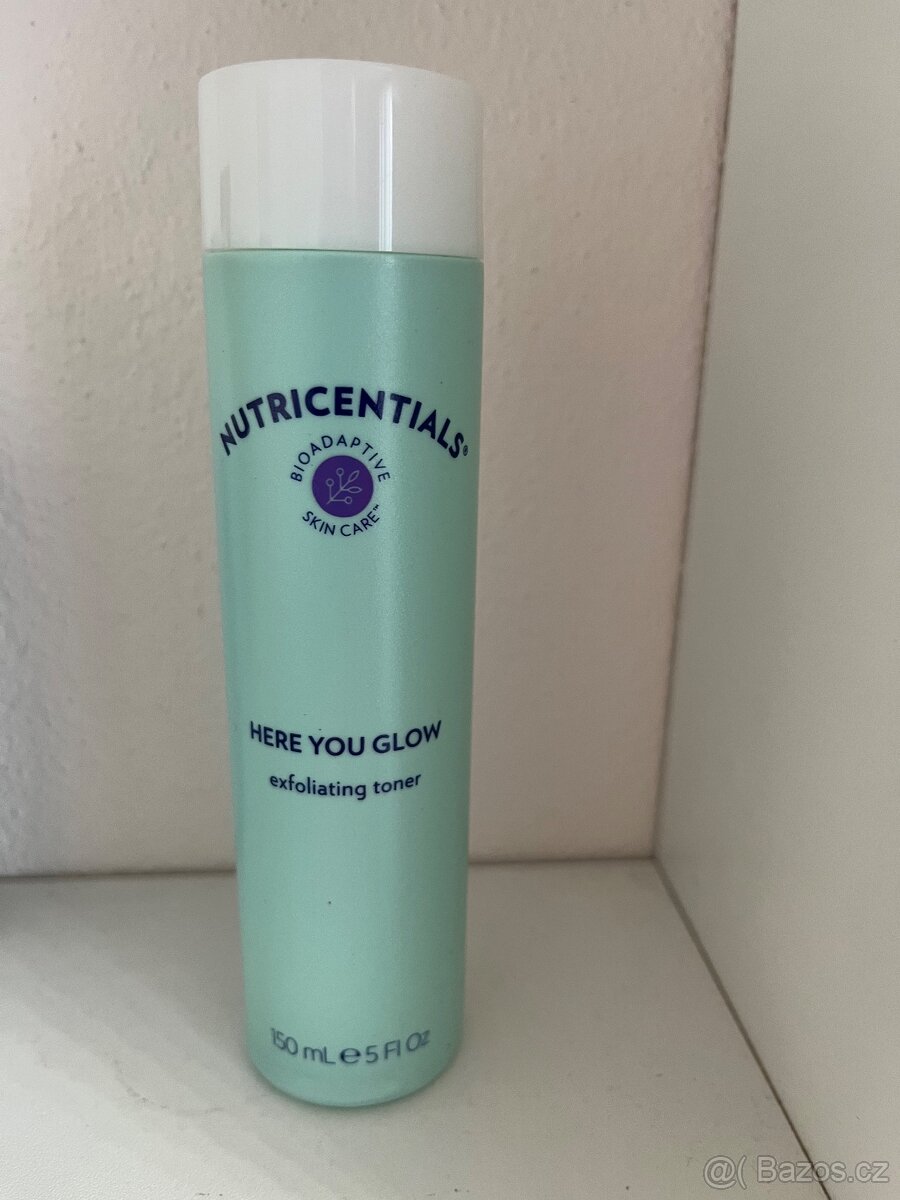 NUTRICENTIALS®
BIOADAPTIVE
SKIN CARE™
HERE YOU GLOW
exfoliating toner
150 mL ℮ 5 Fl Oz
@( Bazos.cz